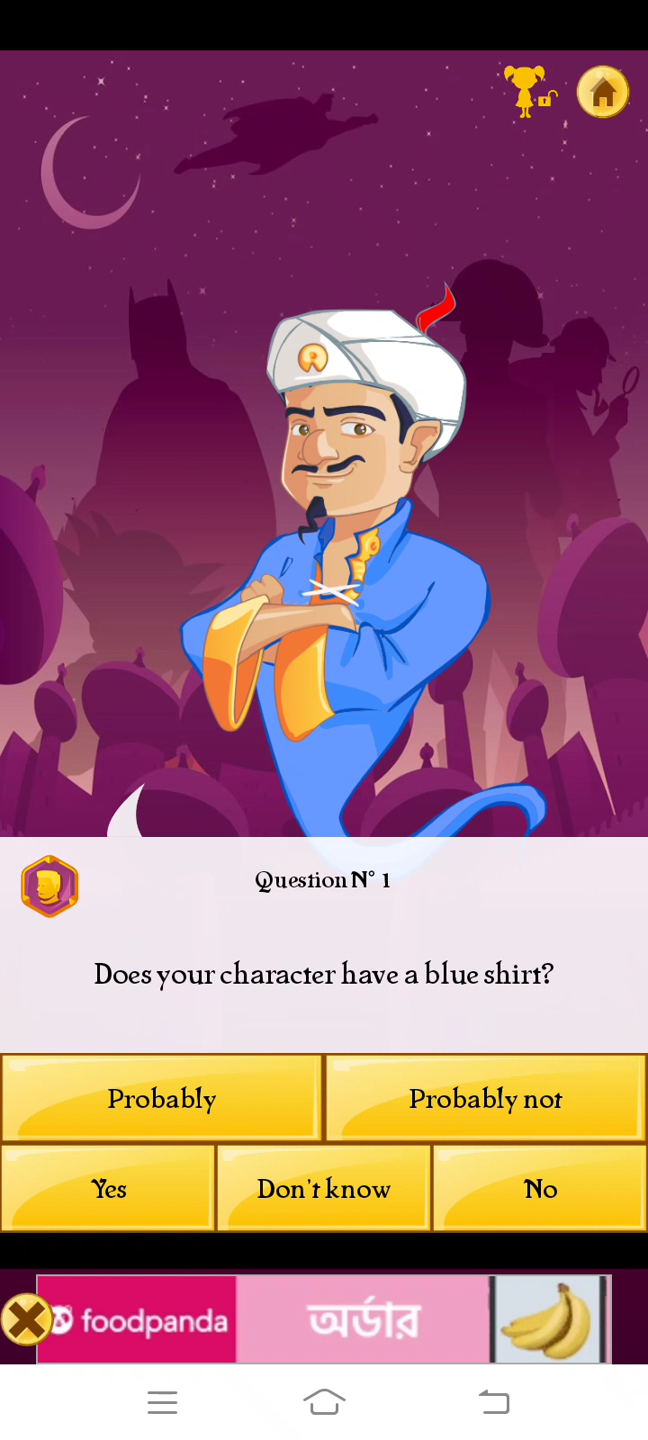 Question N° 1
Does your character have a blue shirt?
Probably
Probably not
Yes
Don't know
No
foodpanda
অর্ডার